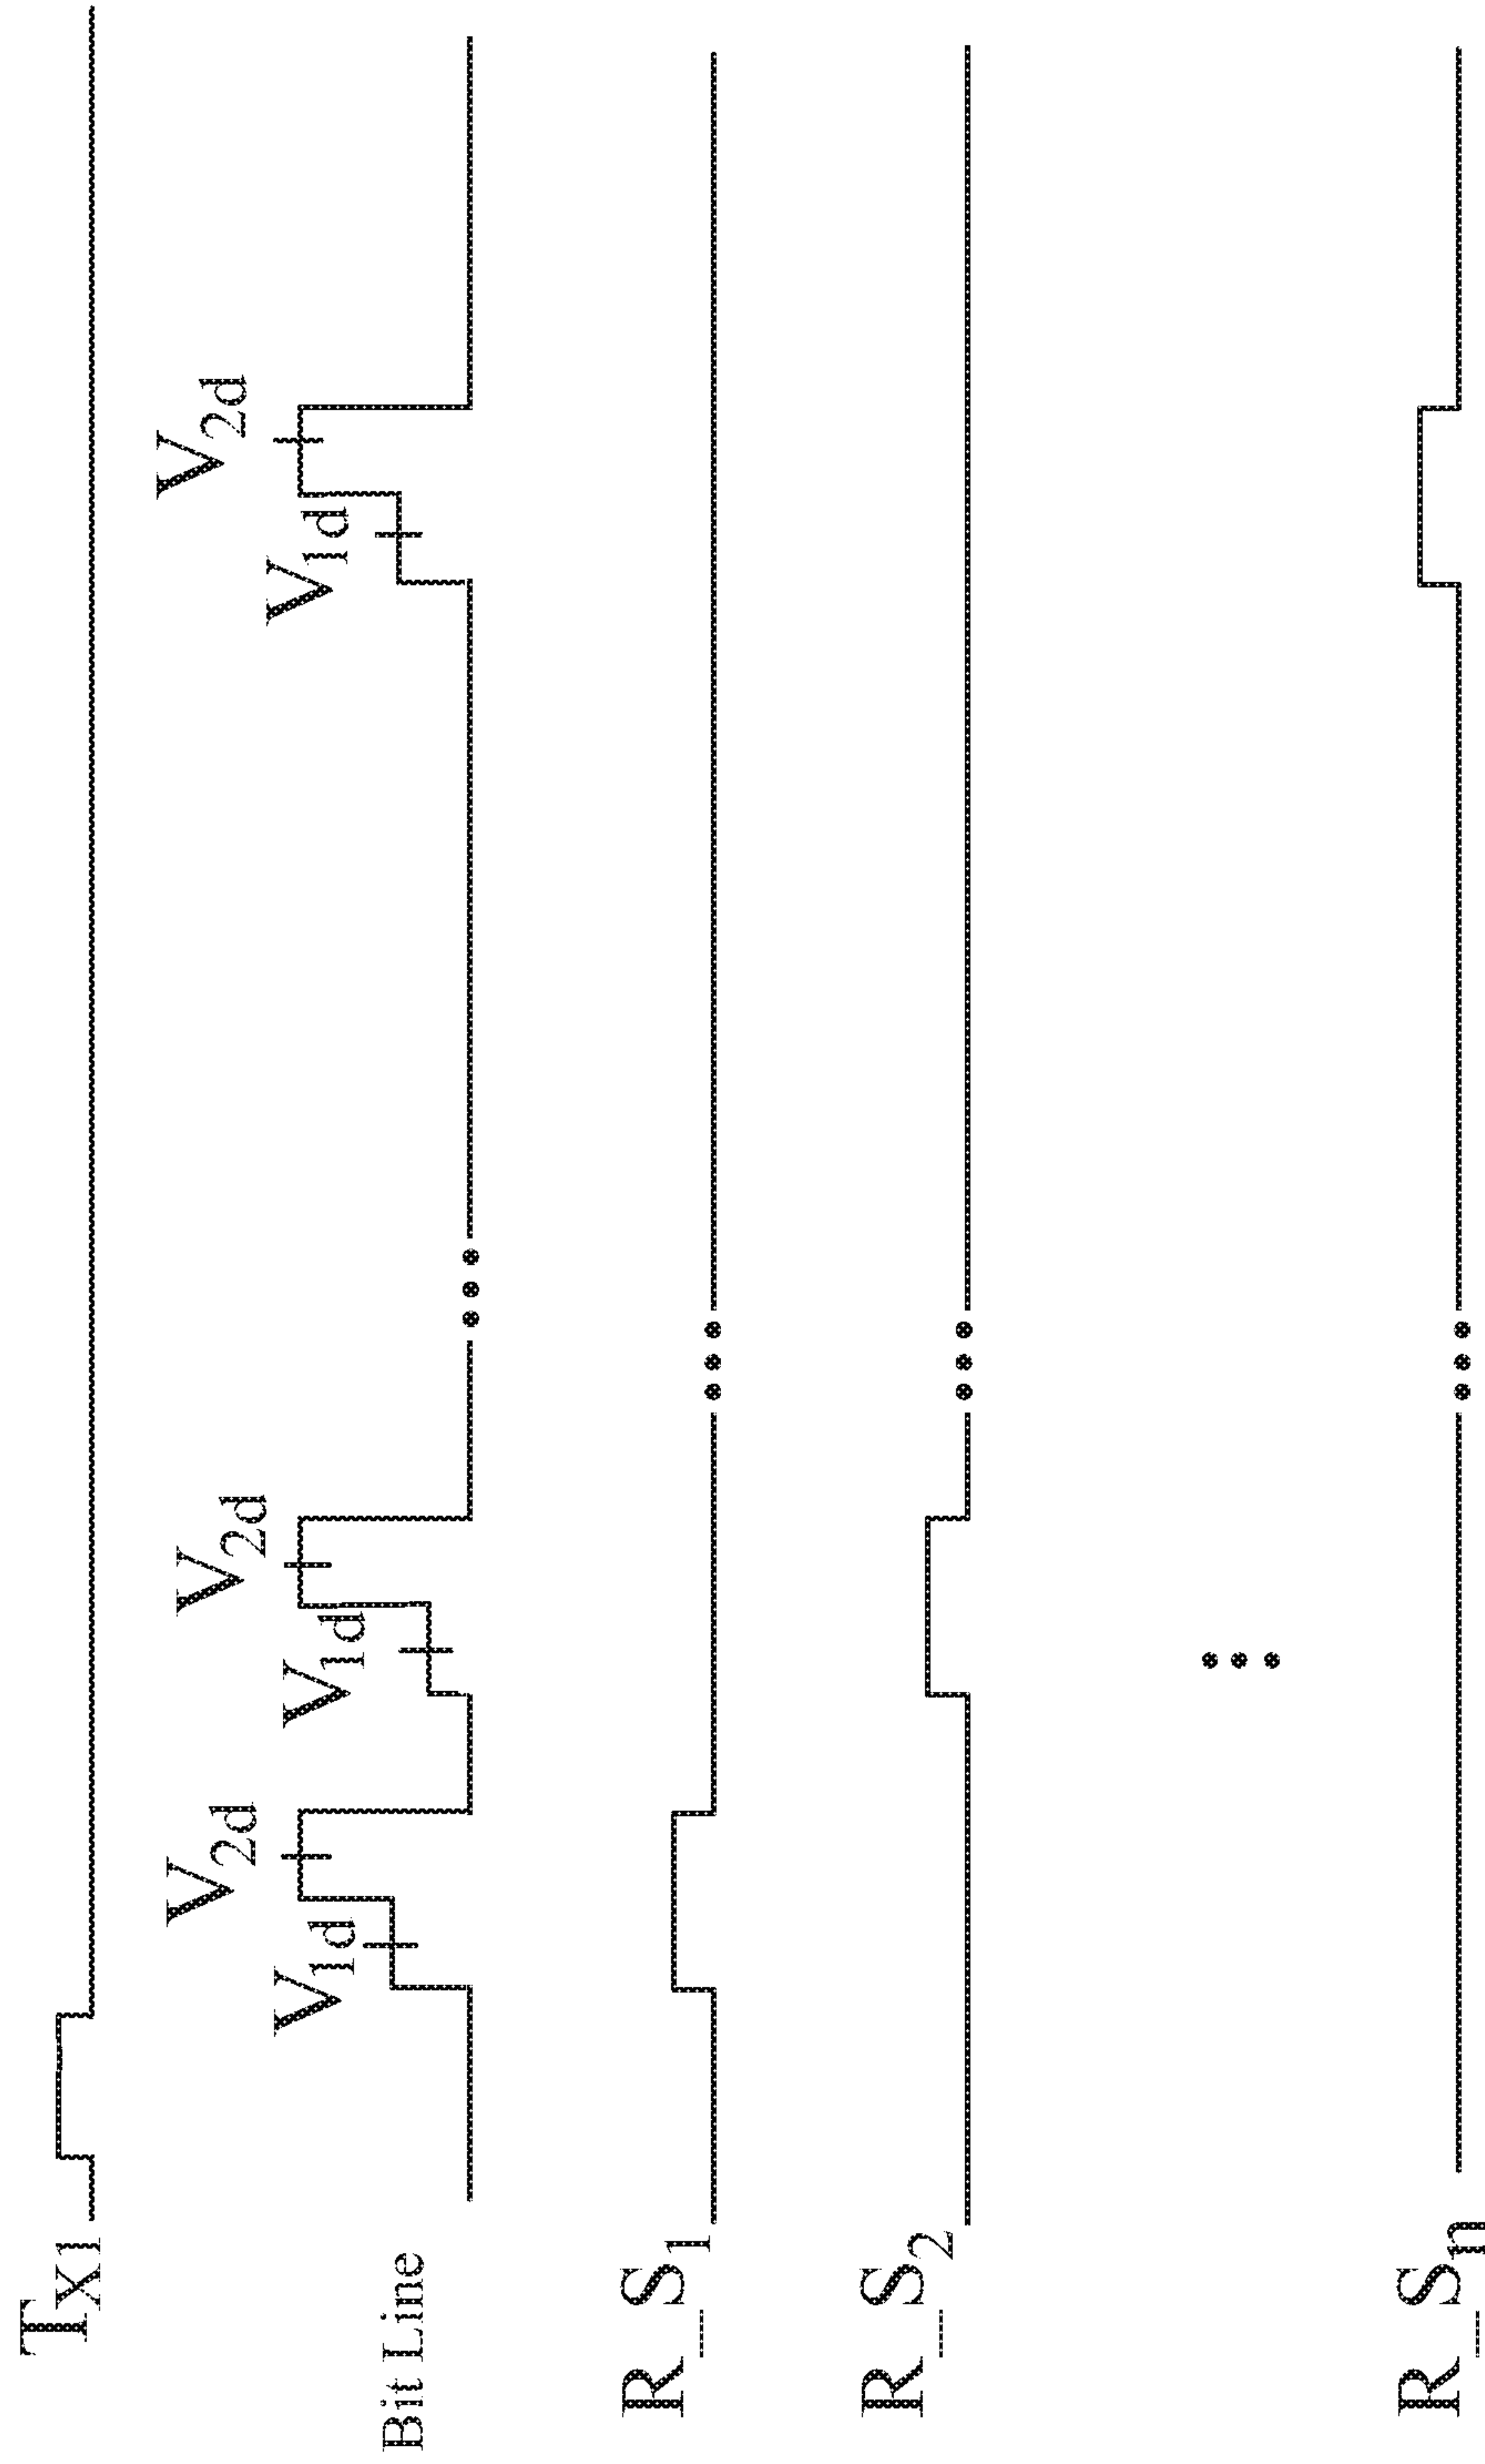 T_X1
V_1d V_2d V_1d V_2d V_1d V_2d
Bit Line
R_S_1
R_S_2
R_S_n